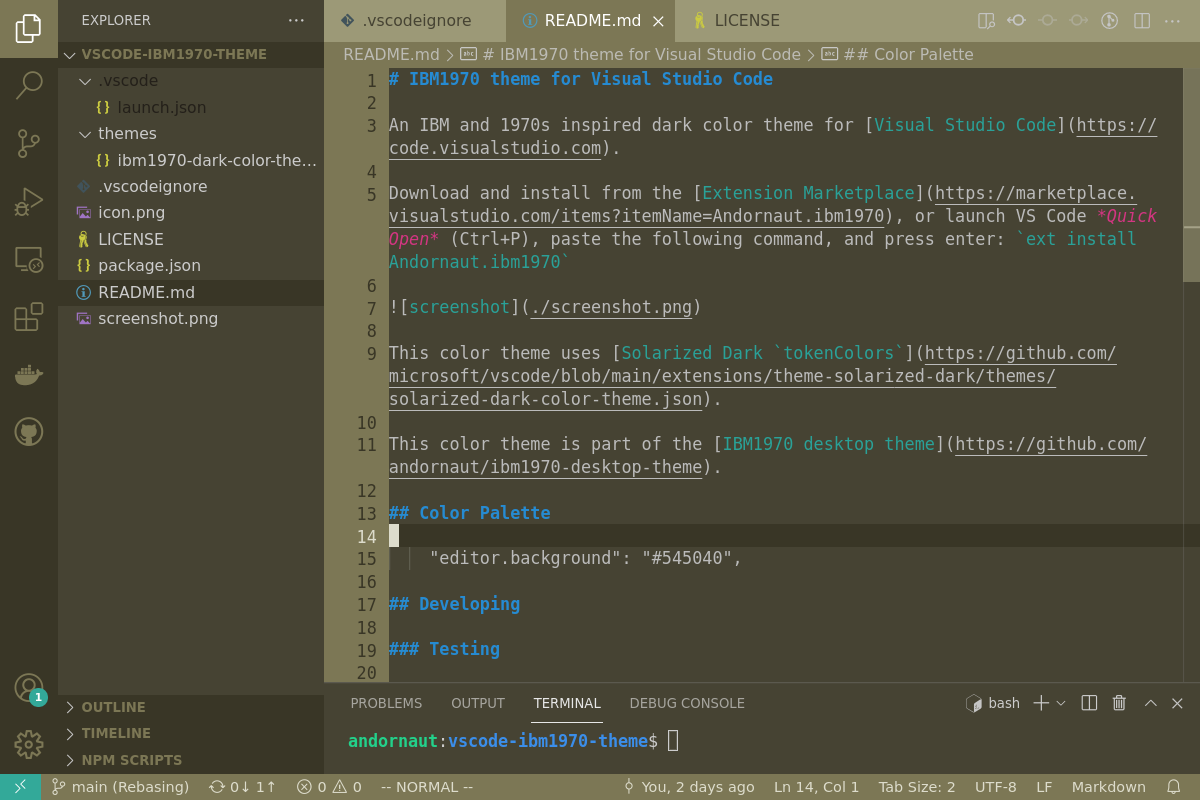 EXPLORER
VSCODE-IBM1970-THEME
.vscode
{} launch.json
themes
{} ibm1970-dark-color-the...
.vscodeignore
icon.png
LICENSE
{} package.json
README.md
screenshot.png
OUTLINE
TIMELINE
NPM SCRIPTS
1
.vscodeignore
README.md
LICENSE
README.md > # IBM1970 theme for Visual Studio Code > ## Color Palette
1 # IBM1970 theme for Visual Studio Code
2
3 An IBM and 1970s inspired dark color theme for [Visual Studio Code](https://
code.visualstudio.com).
4
5 Download and install from the [Extension Marketplace](https://marketplace.
visualstudio.com/items?itemName=Andornaut.ibm1970), or launch VS Code *Quick
Open* (Ctrl+P), paste the following command, and press enter: `ext install
Andornaut.ibm1970`
6
7 ![screenshot](./screenshot.png)
8
9 This color theme uses [Solarized Dark `tokenColors`](https://github.com/
microsoft/vscode/blob/main/extensions/theme-solarized-dark/themes/
solarized-dark-color-theme.json).
10
11 This color theme is part of the [IBM1970 desktop theme](https://github.com/
andornaut/ibm1970-desktop-theme).
12
13 ## Color Palette
14
15 "editor.background": "#545040",
16
17 ## Developing
18
19 ### Testing
20
PROBLEMS OUTPUT TERMINAL DEBUG CONSOLE bash
andornaut:vscode-ibm1970-theme$
main (Rebasing) 0↓ 1↑ 0 0 -- NORMAL -- You, 2 days ago Ln 14, Col 1 Tab Size: 2 UTF-8 LF Markdown